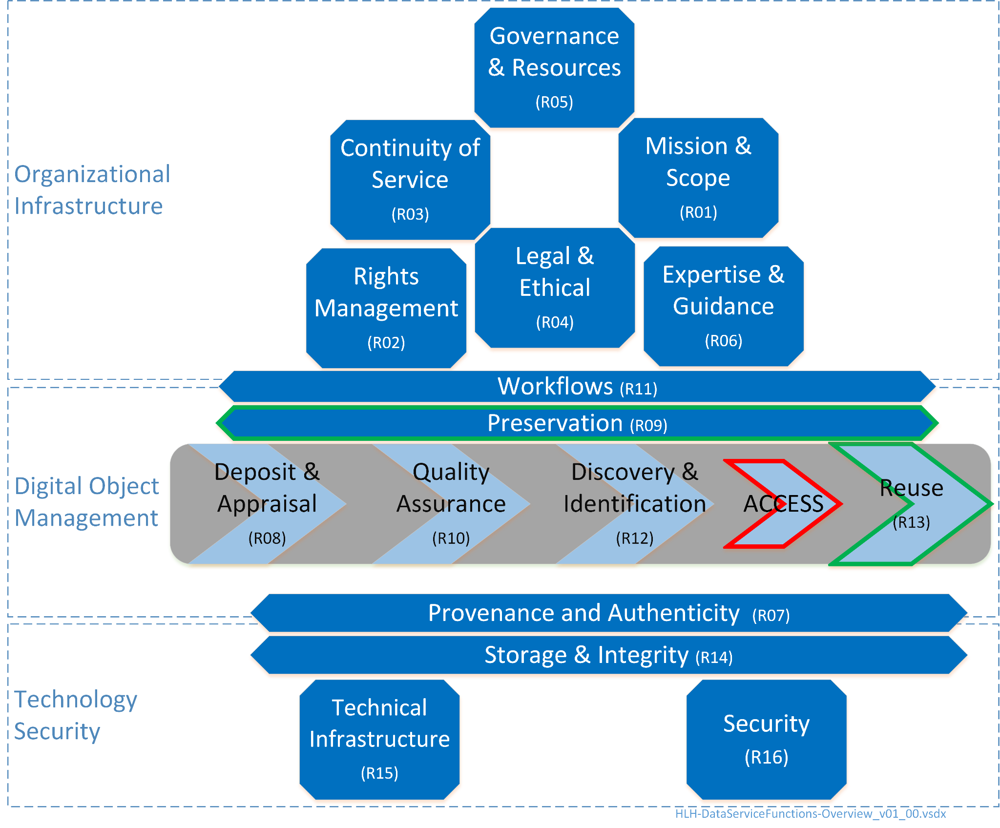 Governance
& Resources
(R05)
Continuity of
Service
(R03)
Mission &
Scope
(R01)
Organizational
Infrastructure
Rights
Management
(R02)
Legal &
Ethical
(R04)
Expertise &
Guidance
(R06)
Workflows (R11)
Preservation (R09)
Digital Object
Management
Deposit &
Appraisal
(R08)
Quality
Assurance
(R10)
Discovery &
Identification
(R12)
ACCESS
Reuse
(R13)
Provenance and Authenticity (R07)
Storage & Integrity (R14)
Technology
Security
Technical
Infrastructure
(R15)
Security
(R16)
HLH-DataServiceFunctions-Overview_v01_00.vsdx